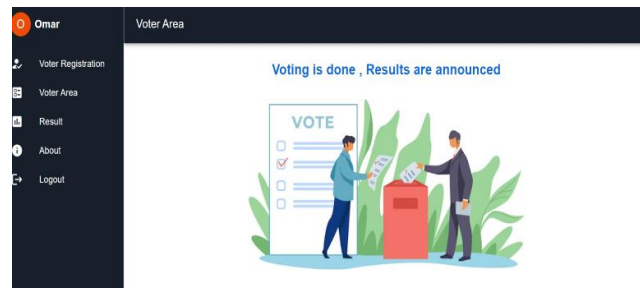 O Omar
Voter Area
Voter Registration
Voter Area
Result
About
Logout
Voting is done , Results are announced
VOTE